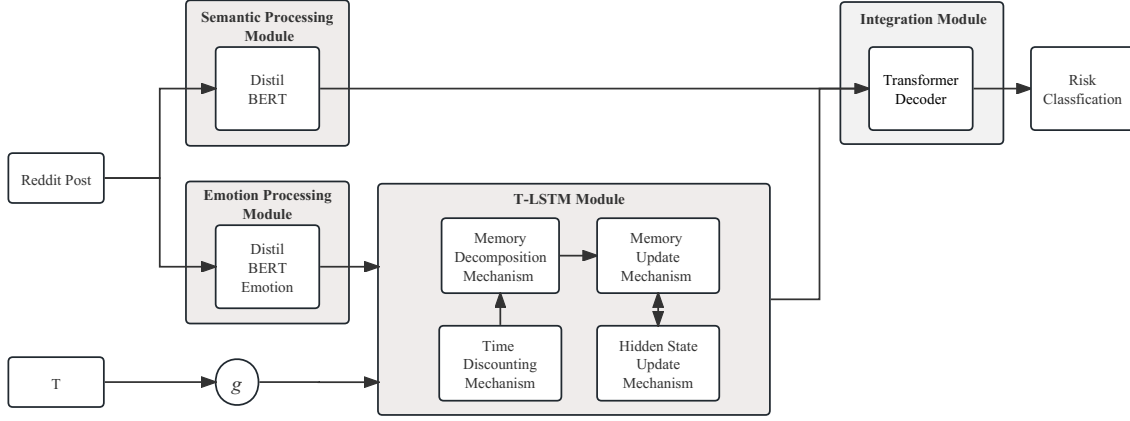 Semantic Processing
Module
Distil
BERT
Integration Module
Transformer
Decoder
Risk
Classfication
Reddit Post
Emotion Processing
Module
Distil
BERT
Emotion
T-LSTM Module
Memory
Decomposition
Mechanism
Memory
Update
Mechanism
Time
Discounting
Mechanism
Hidden State
Update
Mechanism
T
g